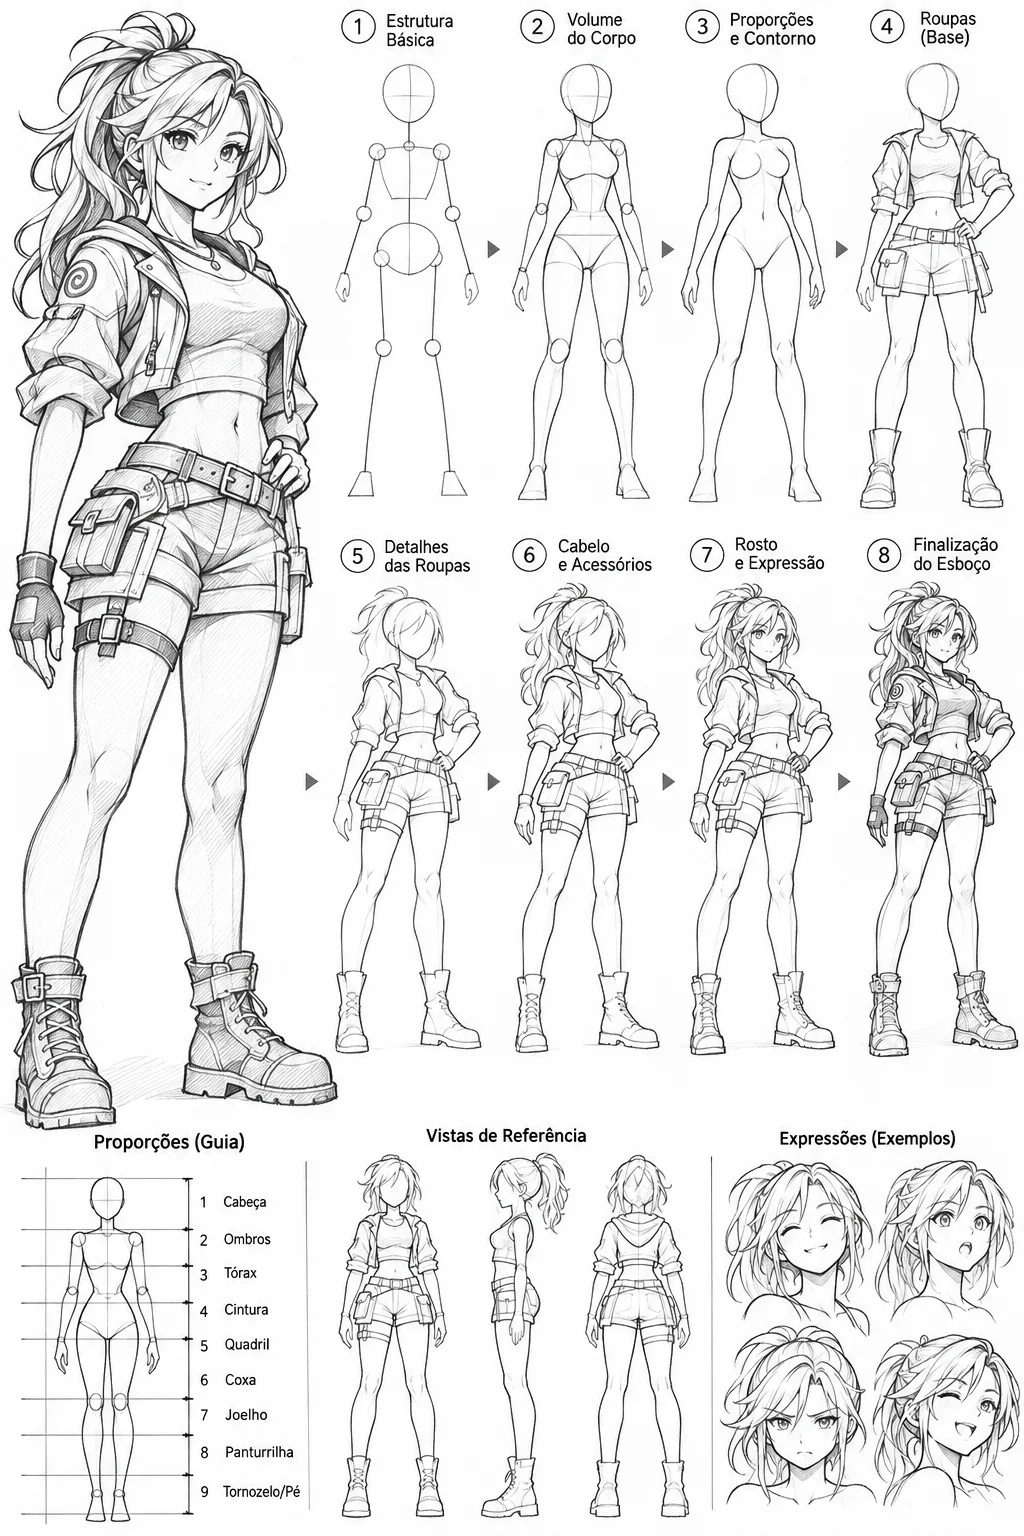 1 Estrutura
Básica
2 Volume
do Corpo
3 Proporções
e Contorno
4 Roupas
(Base)
5 Detalhes
das Roupas
6 Cabelo
e Acessórios
7 Rosto
e Expressão
8 Finalização
do Esboço
Proporções (Guia)
1 Cabeça
2 Ombros
3 Tórax
4 Cintura
5 Quadril
6 Coxa
7 Joelho
8 Panturrilha
9 Tornozelo/Pé
Vistas de Referência
Expressões (Exemplos)